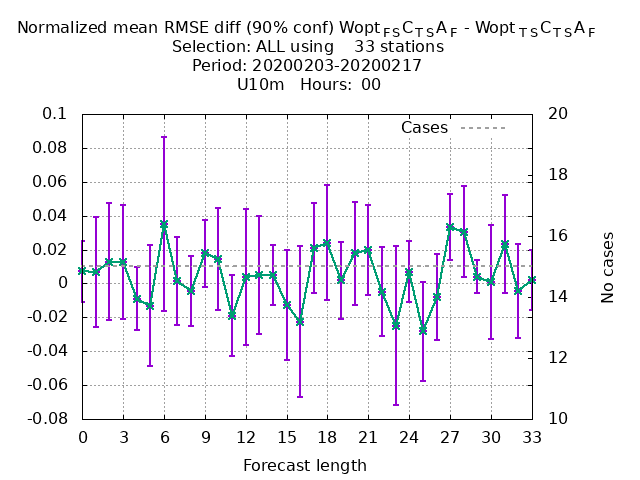 Normalized mean RMSE diff (90% conf) Wopt FS C TS A F - Wopt TS C TS A F
Selection: ALL using 33 stations
Period: 20200203-20200217
U10m Hours: 00
0.1 20
Cases
0.08
18
0.06
0.04
16
0.02
0
14
-0.02
-0.04
12
-0.06
-0.08 10
No cases
0 3 6 9 12 15 18 21 24 27 30 33
Forecast length